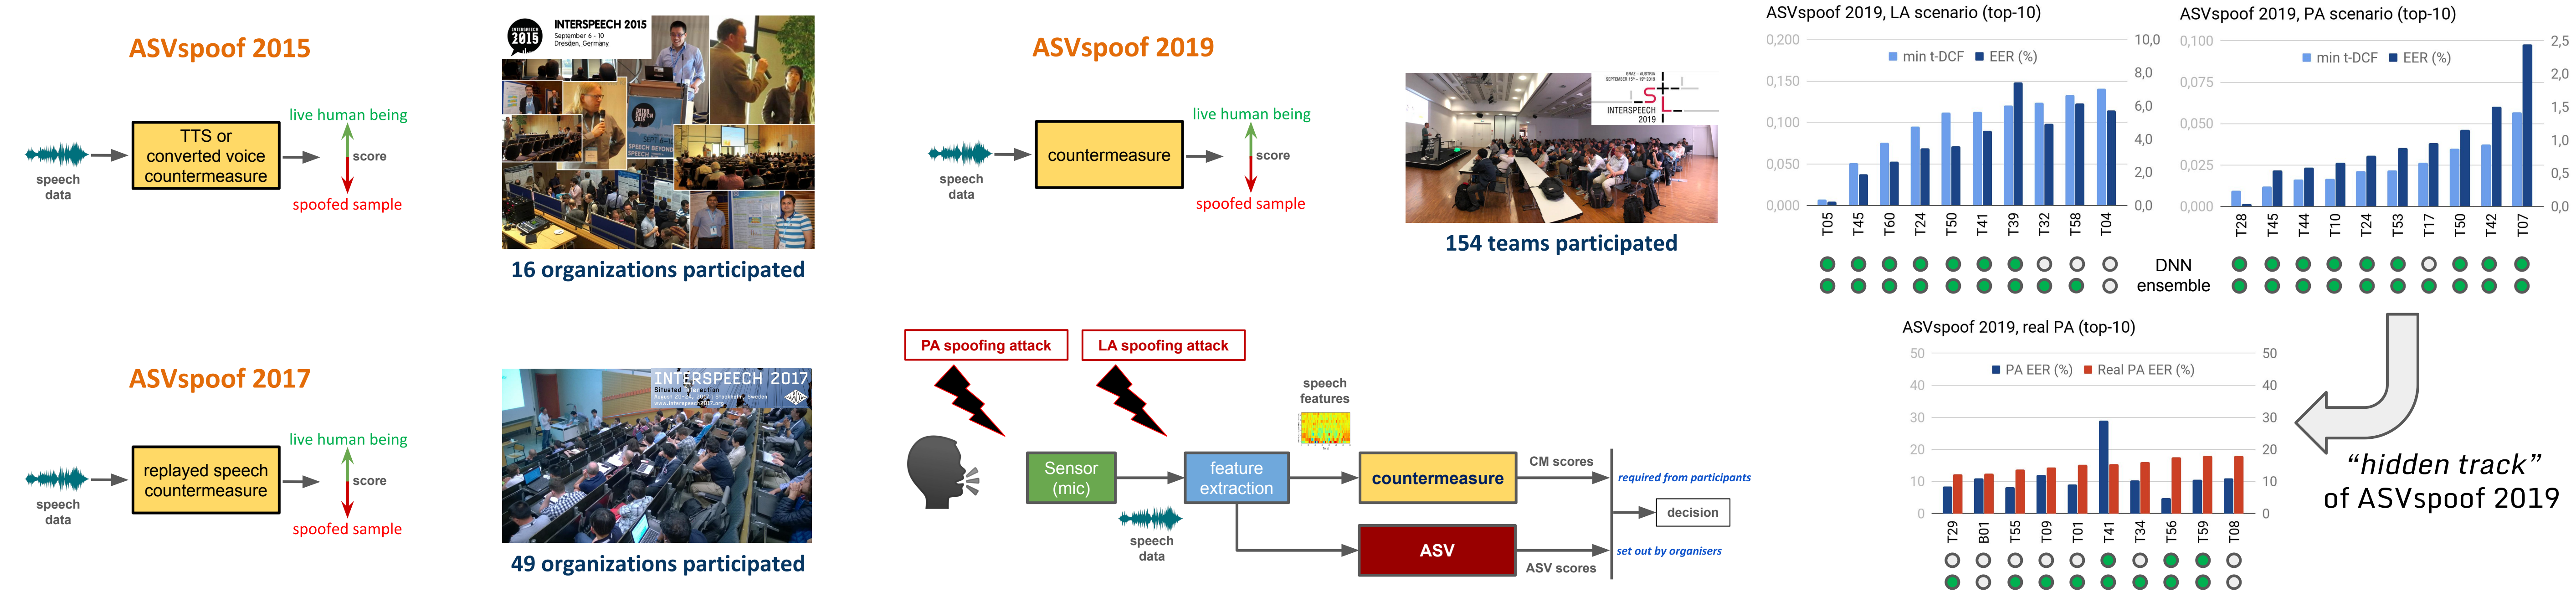 ASVspoof 2015
speech
data
TTS or
converted voice
countermeasure
live human being
score
spoofed sample
INTERSPEECH 2015
September 6 - 10
Dresden, Germany
INTERSPEECH
2015
SPEECH BEYOND
16 organizations participated
ASVspoof 2017
speech
data
replayed speech
countermeasure
live human being
score
spoofed sample
INTERSPEECH 2017
49 organizations participated
ASVspoof 2019
speech
data
countermeasure
live human being
score
spoofed sample
GRAZ - AUSTRIA
INTERSPEECH
2019
154 teams participated
PA spoofing attack
LA spoofing attack
Sensor
(mic)
speech
data
feature
extraction
speech
features
countermeasure
ASV
CM scores
ASV scores
required from participants
decision
set out by organisers
ASVspoof 2019, LA scenario (top-10)
min t-DCF
EER (%)
0,200
0,150
0,100
0,050
0,000
10,0
8,0
6,0
4,0
2,0
0,0
T05
T45
T60
T24
T50
T41
T39
T32
T58
T04
DNN
ensemble
ASVspoof 2019, PA scenario (top-10)
min t-DCF
EER (%)
0,100
0,075
0,050
0,025
0,000
2,5
2,0
1,5
1,0
0,5
0,0
T28
T45
T44
T10
T24
T53
T17
T50
T42
T07
ASVspoof 2019, real PA (top-10)
PA EER (%)
Real PA EER (%)
50
40
30
20
10
0
50
40
30
20
10
0
T29
B01
T55
T09
T01
T41
T34
T56
T59
T08
"hidden track"
of ASVspoof 2019